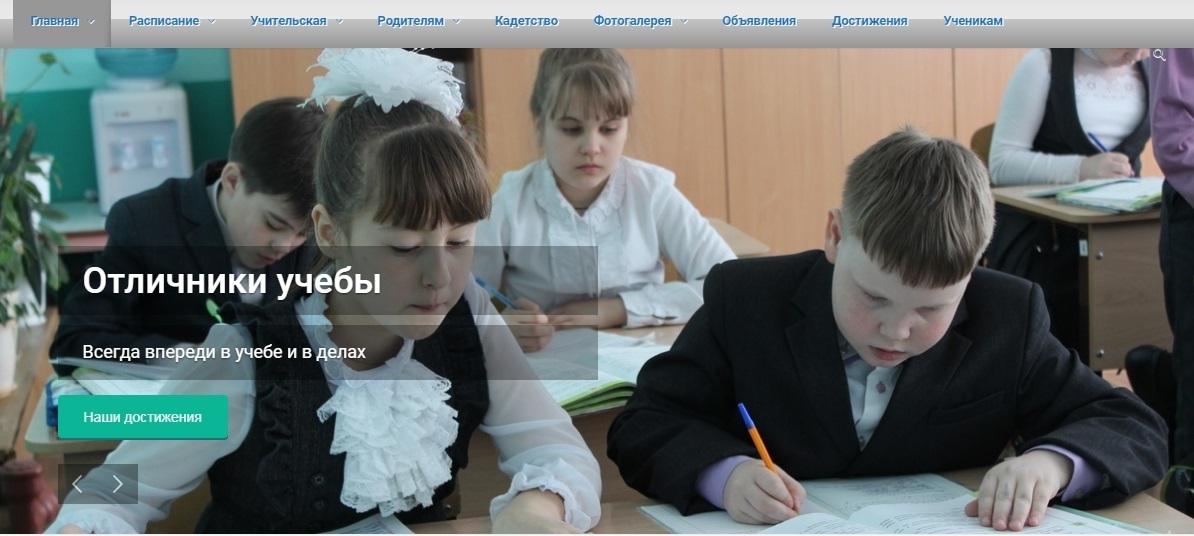 Главная Расписание Учительская Родителям Кадетство Фотогалерея Объявления Достижения Ученикам
Отличники учебы
Всегда впереди в учебе и в делах
Наши достижения